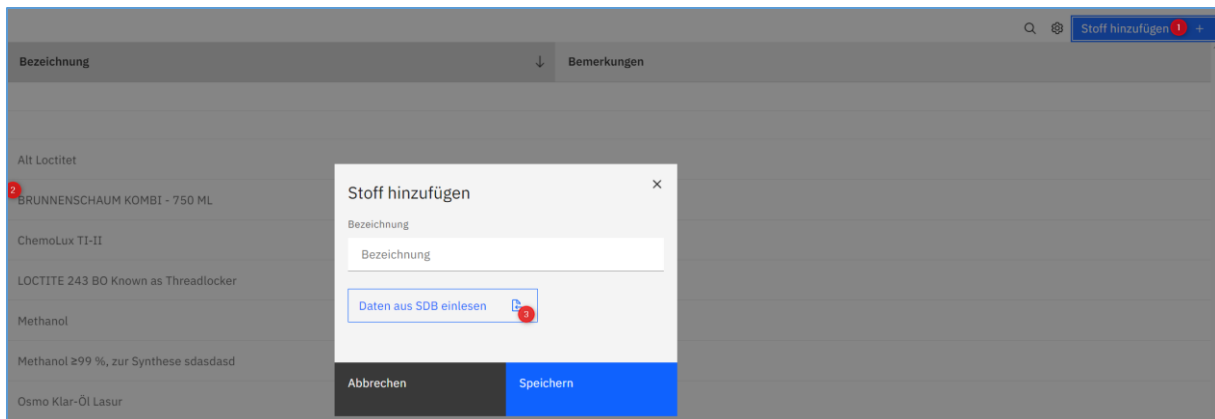 Stoff hinzufügen 1 +
Bezeichnung Bemerkungen
Alt Loctitet
2
BRUNNENSCHAUM KOMBI - 750 ML
ChemoLux TI-II
LOCTITE 243 BO Known as Threadlocker
Methanol
Methanol ≥99 %, zur Synthese sdasdasd
Osmo Klar-Öl Lasur
Stoff hinzufügen
Bezeichnung
Bezeichnung
Daten aus SDB einlesen 3
Abbrechen Speichern